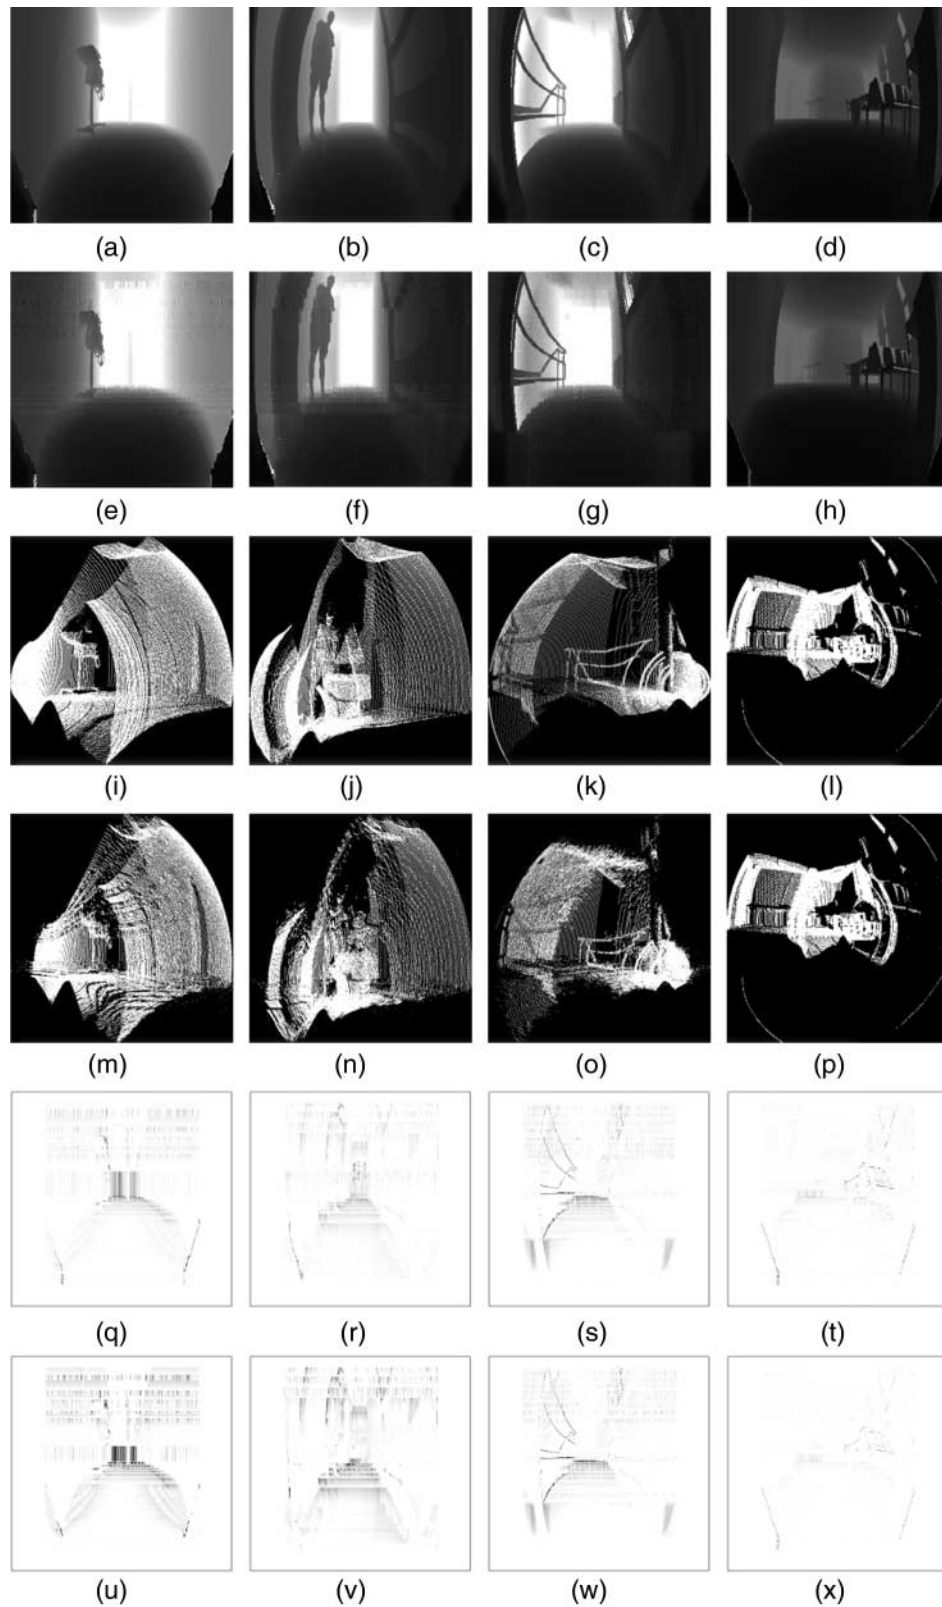 (a) (b) (c) (d)
(e) (f) (g) (h)
(i) (j) (k) (l)
(m) (n) (o) (p)
(q) (r) (s) (t)
(u) (v) (w) (x)